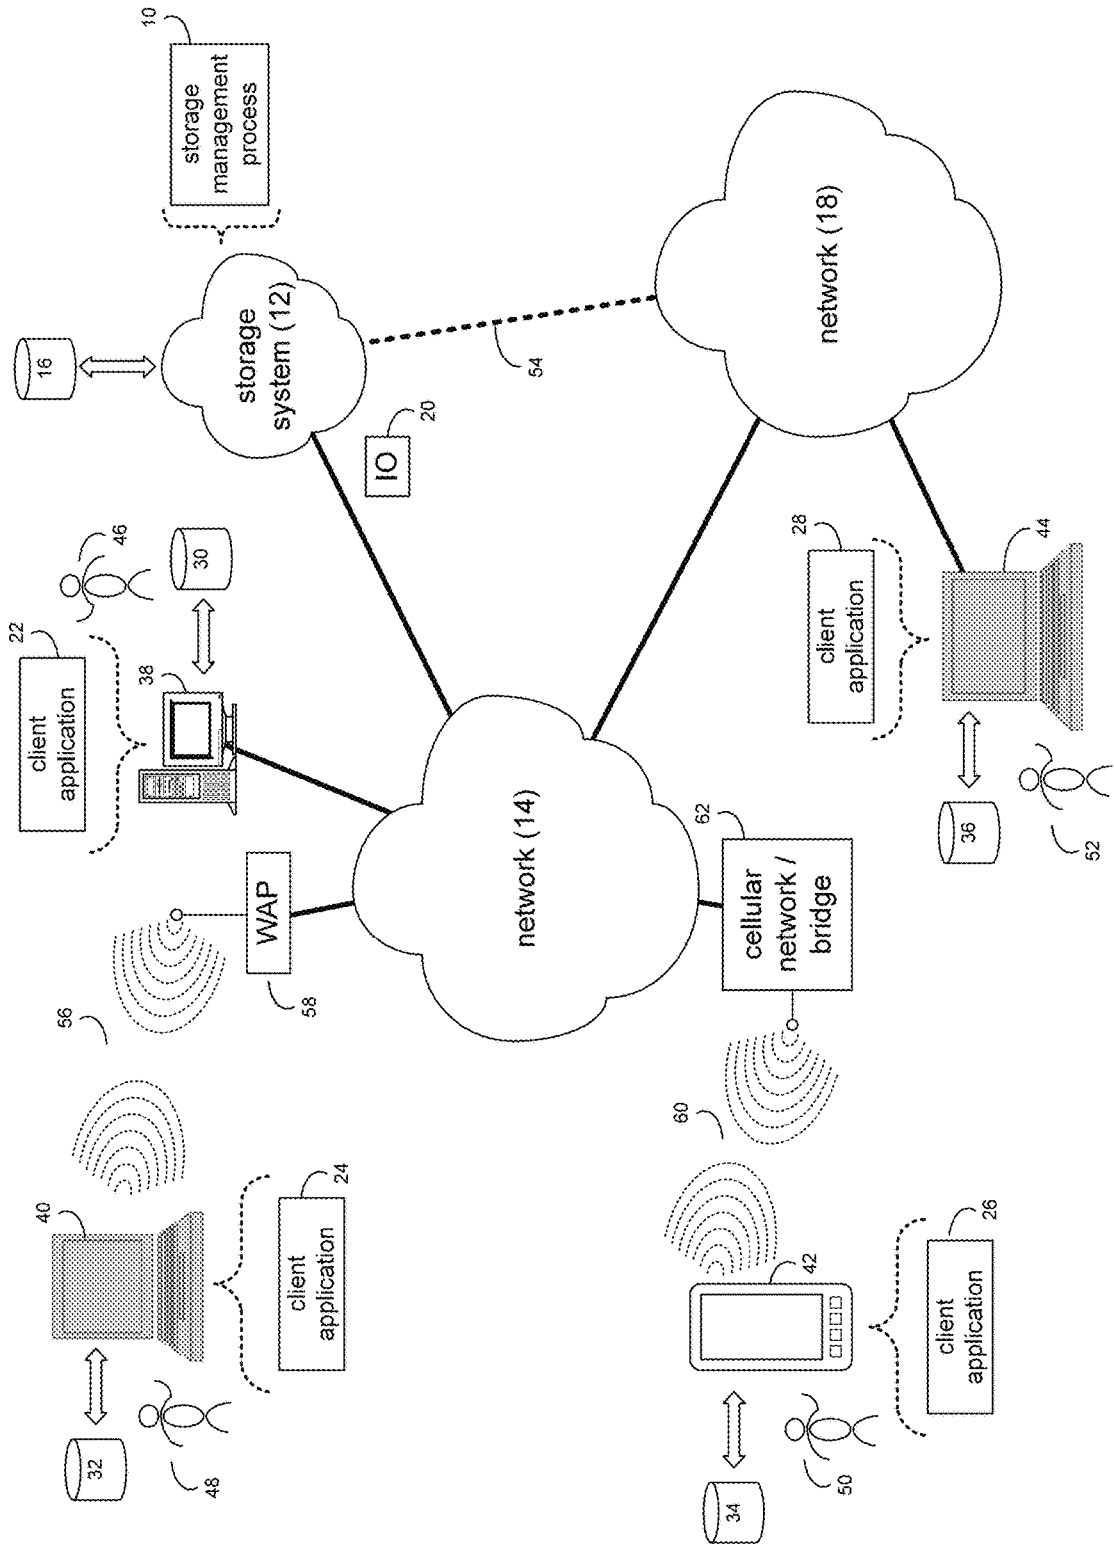 22
client
application
16
40
56
32
46
10
38
storage
management
process
30
48
storage
system (12)
WAP
58
client
application
24
IO
20
network (14)
54
60
62
34
42
cellular
network /
bridge
50
network (18)
28
client
application
client
application
26
36
44
52